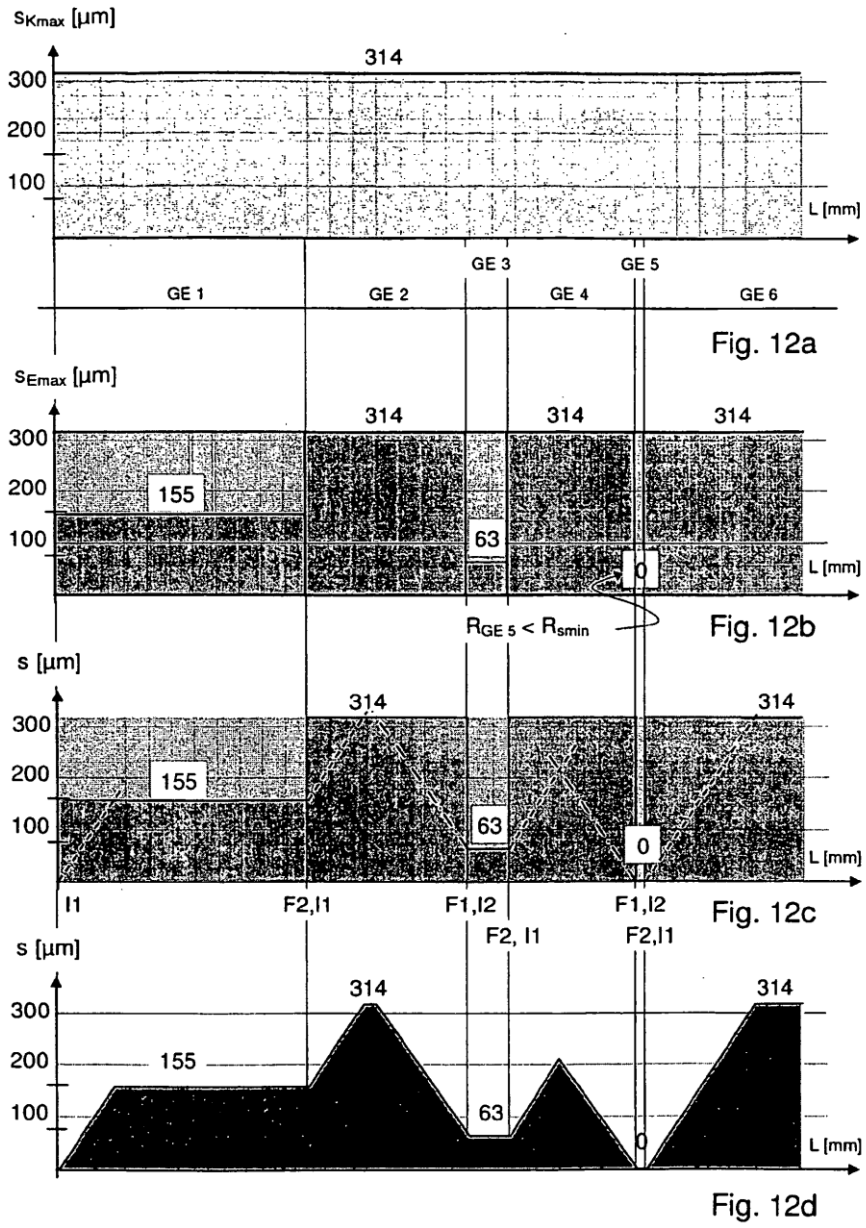 sKmax [µm]
314
300
200
100
L [mm]
GE 3
GE 5
GE 1
GE 2
GE 4
GE 6
Fig. 12a
sEmax [µm]
314
314
314
300
200
155
100
63
0
L [mm]
RGE 5 < Rsmin
Fig. 12b
s [µm]
314
314
300
200
155
100
63
0
L [mm]
I1
F2,I1
F1,I2
F1,I2
Fig. 12c
F2, I1
F2,I1
s [µm]
314
314
300
200
155
100
63
0
L [mm]
Fig. 12d